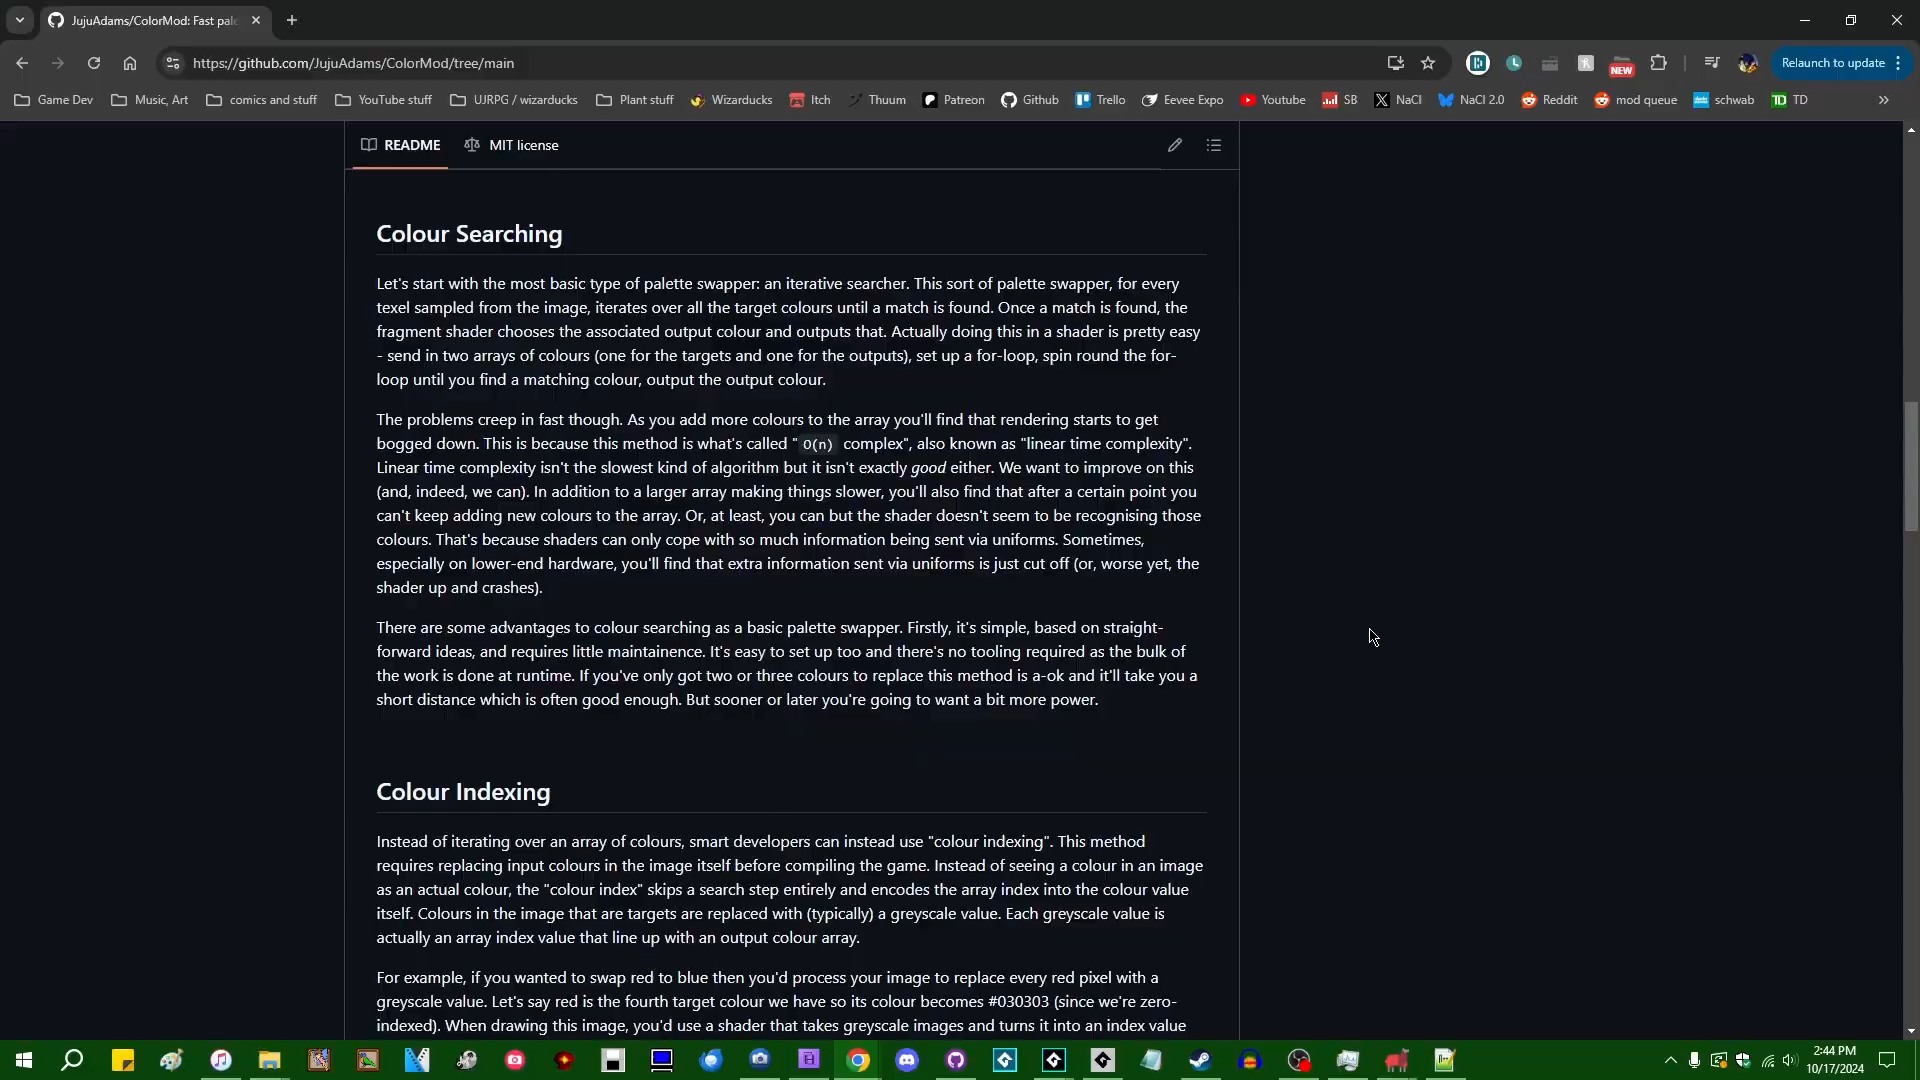 JujuAdams/ColorMod: Fast pale
https://github.com/JujuAdams/ColorMod/tree/main
NEW
Relaunch to update
Game Dev
Music, Art
comics and stuff
YouTube stuff
UJRPG / wizarducks
Plant stuff
Wizarducks
Itch
Thuum
Patreon
Github
Trello
Eevee Expo
Youtube
SB
NaCl
NaCl 2.0
Reddit
mod queue
schwab
TD
README
MIT license
Colour Searching
Let's start with the most basic type of palette swapper: an iterative searcher. This sort of palette swapper, for every
texel sampled from the image, iterates over all the target colours until a match is found. Once a match is found, the
fragment shader chooses the associated output colour and outputs that. Actually doing this in a shader is pretty easy
- send in two arrays of colours (one for the targets and one for the outputs), set up a for-loop, spin round the for-
loop until you find a matching colour, output the output colour.
The problems creep in fast though. As you add more colours to the array you'll find that rendering starts to get
bogged down. This is because this method is what's called "O(n) complex", also known as "linear time complexity".
Linear time complexity isn't the slowest kind of algorithm but it isn't exactly good either. We want to improve on this
(and, indeed, we can). In addition to a larger array making things slower, you'll also find that after a certain point you
can't keep adding new colours to the array. Or, at least, you can but the shader doesn't seem to be recognising those
colours. That's because shaders can only cope with so much information being sent via uniforms. Sometimes,
especially on lower-end hardware, you'll find that extra information sent via uniforms is just cut off (or, worse yet, the
shader up and crashes).
There are some advantages to colour searching as a basic palette swapper. Firstly, it's simple, based on straight-
forward ideas, and requires little maintainence. It's easy to set up too and there's no tooling required as the bulk of
the work is done at runtime. If you've only got two or three colours to replace this method is a-ok and it'll take you a
short distance which is often good enough. But sooner or later you're going to want a bit more power.
Colour Indexing
Instead of iterating over an array of colours, smart developers can instead use "colour indexing". This method
requires replacing input colours in the image itself before compiling the game. Instead of seeing a colour in an image
as an actual colour, the "colour index" skips a search step entirely and encodes the array index into the colour value
itself. Colours in the image that are targets are replaced with (typically) a greyscale value. Each greyscale value is
actually an array index value that line up with an output colour array.
For example, if you wanted to swap red to blue then you'd process your image to replace every red pixel with a
greyscale value. Let's say red is the fourth target colour we have so its colour becomes #030303 (since we're zero-
indexed). When drawing this image, you'd use a shader that takes greyscale images and turns it into an index value
2:44 PM
10/17/2024